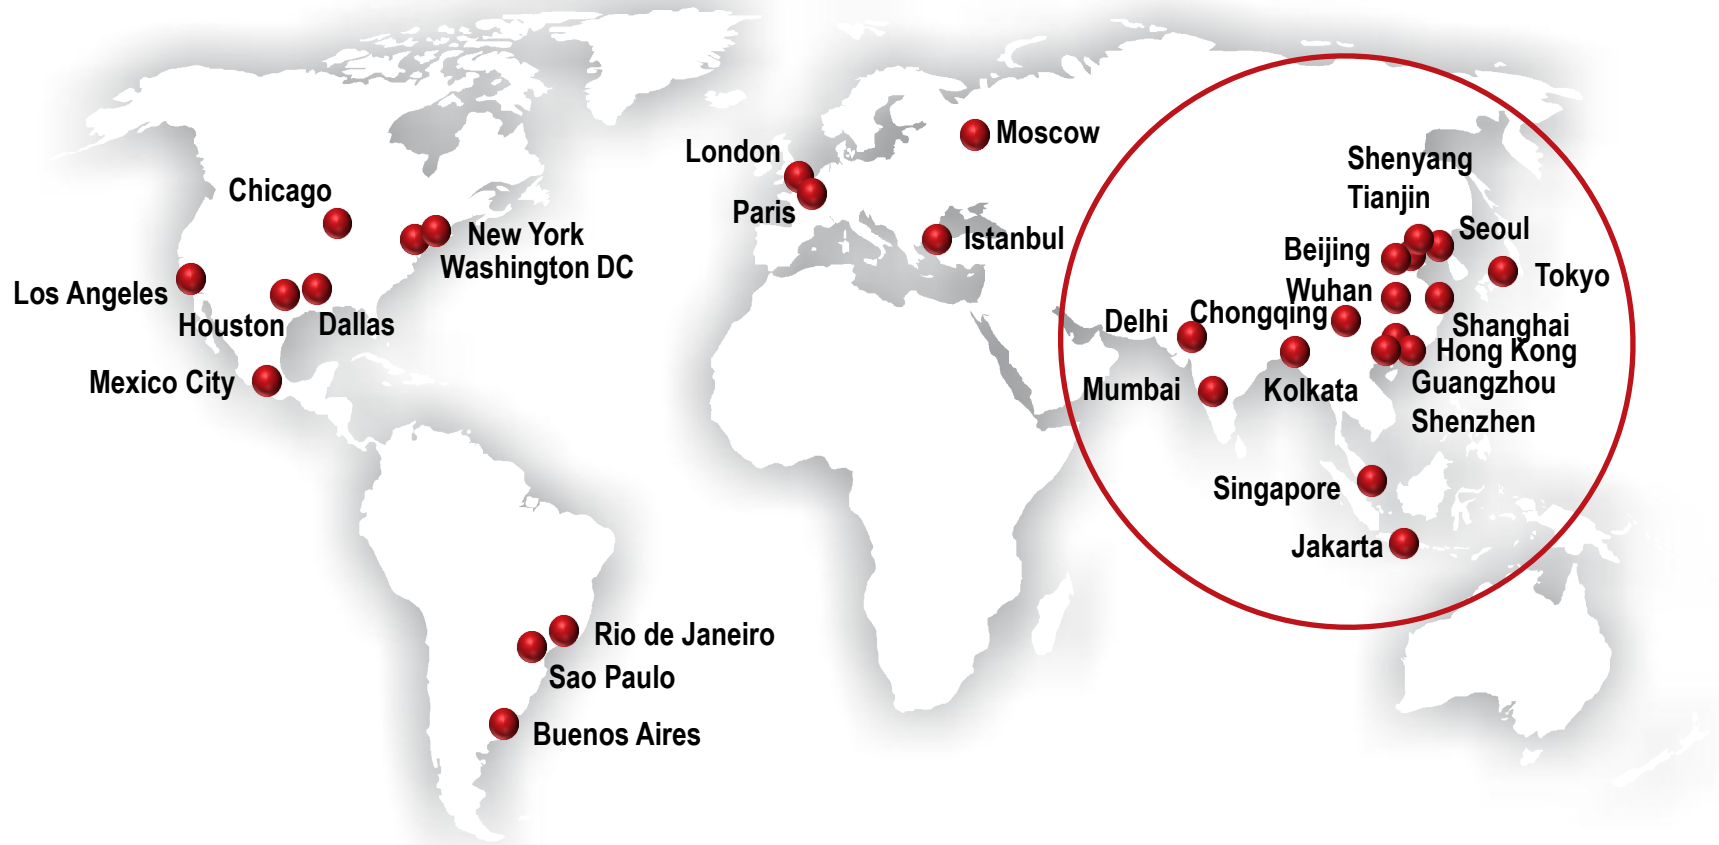 Chicago
New York
Washington DC
Los Angeles
Houston
Dallas
Mexico City
Rio de Janeiro
Sao Paulo
Buenos Aires
London
Paris
Moscow
Istanbul
Shenyang
Tianjin
Beijing
Seoul
Tokyo
Wuhan
Chongqing
Delhi
Shanghai
Hong Kong
Guangzhou
Shenzhen
Mumbai
Kolkata
Singapore
Jakarta